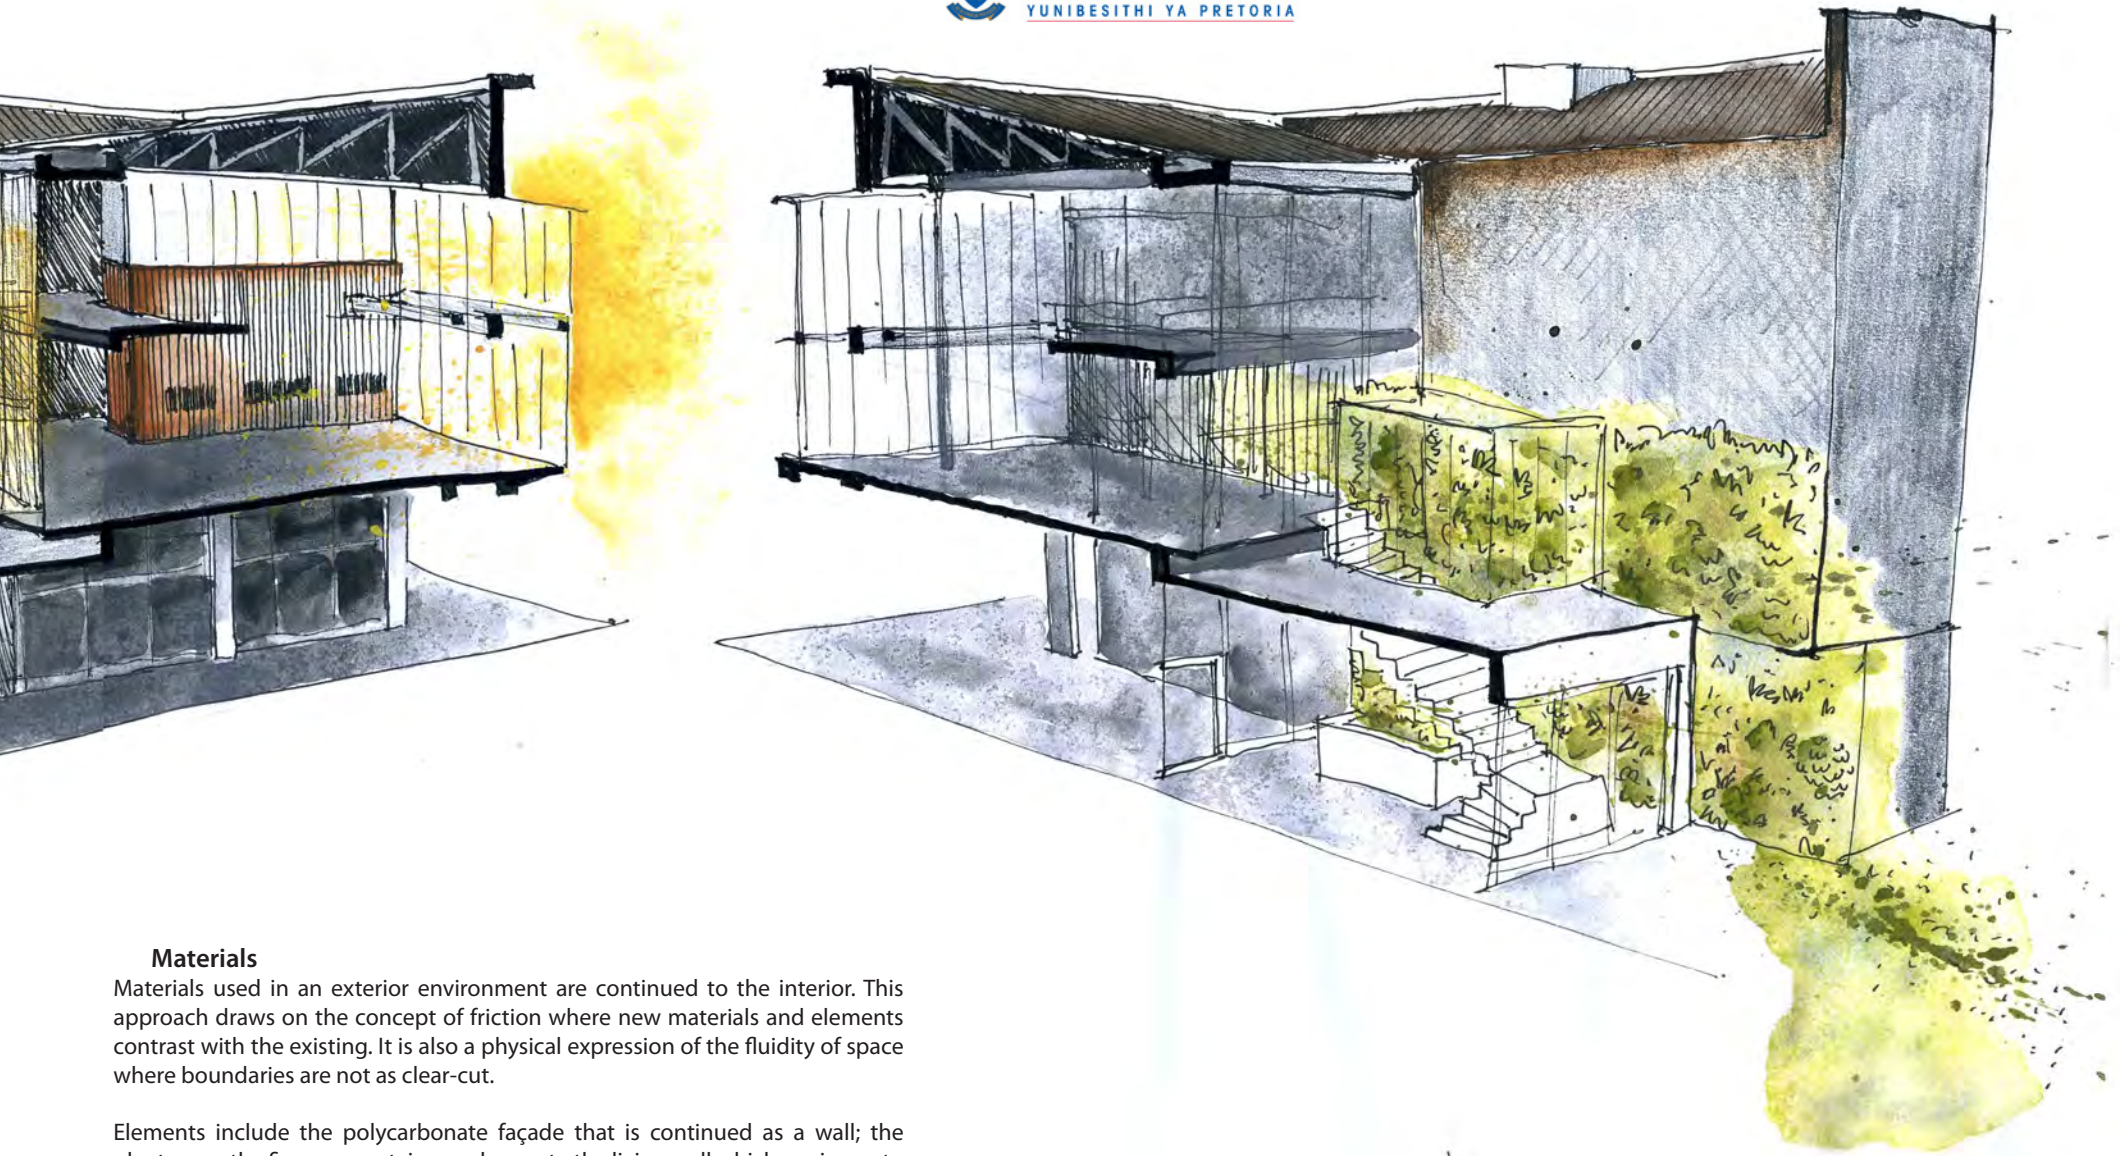 YUNIBESITHI YA PRETORIA
Materials
Materials used in an exterior environment are continued to the interior. This
approach draws on the concept of friction where new materials and elements
contrast with the existing. It is also a physical expression of the fluidity of space
where boundaries are not as clear-cut.
Elements include the polycarbonate façade that is continued as a wall; the